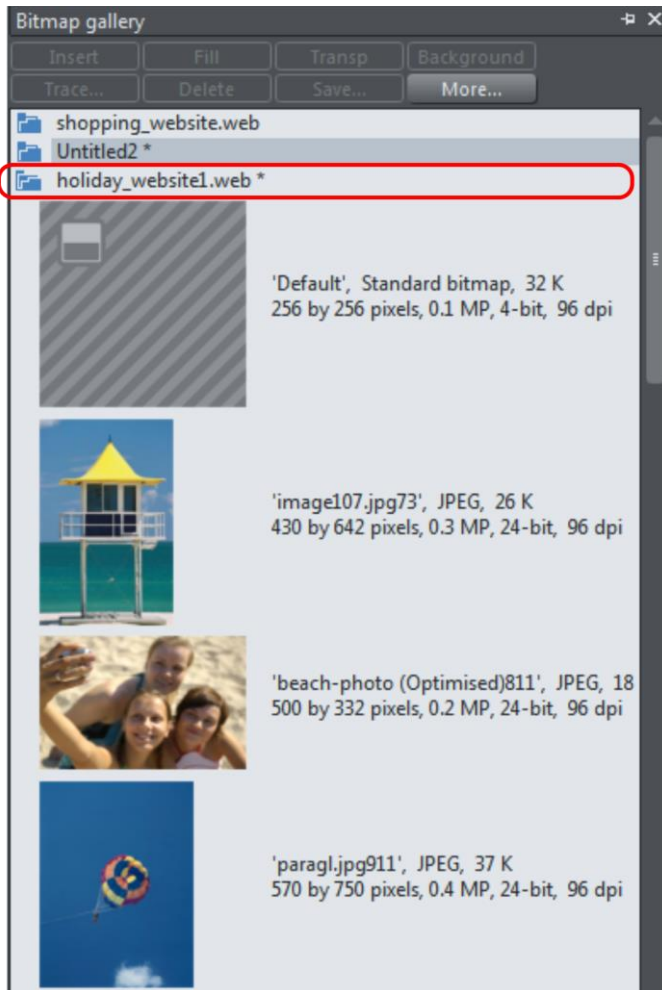 Bitmap gallery
Insert Fill Transp Background
Trace... Delete Save... More...
shopping_website.web
Untitled2 *
holiday_website1.web *
'Default', Standard bitmap, 32 K
256 by 256 pixels, 0.1 MP, 4-bit, 96 dpi
'image107.jpg73', JPEG, 26 K
430 by 642 pixels, 0.3 MP, 24-bit, 96 dpi
'beach-photo (Optimised)811', JPEG, 18
500 by 332 pixels, 0.2 MP, 24-bit, 96 dpi
'paragl.jpg911', JPEG, 37 K
570 by 750 pixels, 0.4 MP, 24-bit, 96 dpi